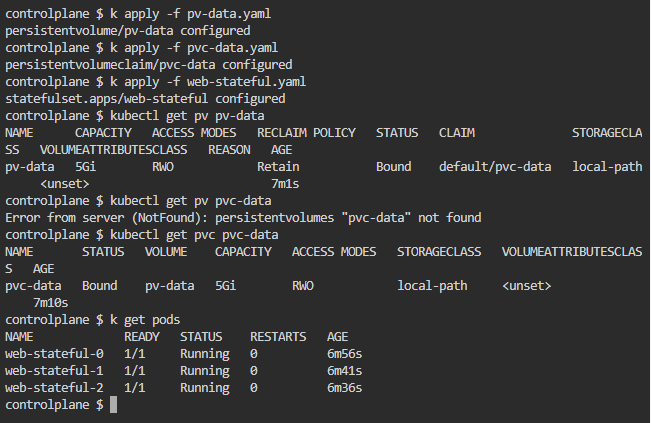 controlplane $ k apply -f pv-data.yaml
persistentvolume/pv-data configured
controlplane $ k apply -f pvc-data.yaml
persistentvolumeclaim/pvc-data configured
controlplane $ k apply -f web-stateful.yaml
statefulset.apps/web-stateful configured
controlplane $ kubectl get pv pv-data
NAME      CAPACITY   ACCESS MODES   RECLAIM POLICY   STATUS   CLAIM              STORAGECLA
SS   VOLUMEATTRIBUTESCLASS   REASON   AGE
pv-data   5Gi        RWO            Retain           Bound    default/pvc-data   local-path
     <unset>                          7m1s
controlplane $ kubectl get pv pvc-data
Error from server (NotFound): persistentvolumes "pvc-data" not found
controlplane $ kubectl get pvc pvc-data
NAME       STATUS   VOLUME    CAPACITY   ACCESS MODES   STORAGECLASS   VOLUMEATTRIBUTESCLAS
S   AGE
pvc-data   Bound    pv-data   5Gi        RWO            local-path     <unset>
    7m10s
controlplane $ k get pods
NAME             READY   STATUS    RESTARTS   AGE
web-stateful-0   1/1     Running   0          6m56s
web-stateful-1   1/1     Running   0          6m41s
web-stateful-2   1/1     Running   0          6m36s
controlplane $